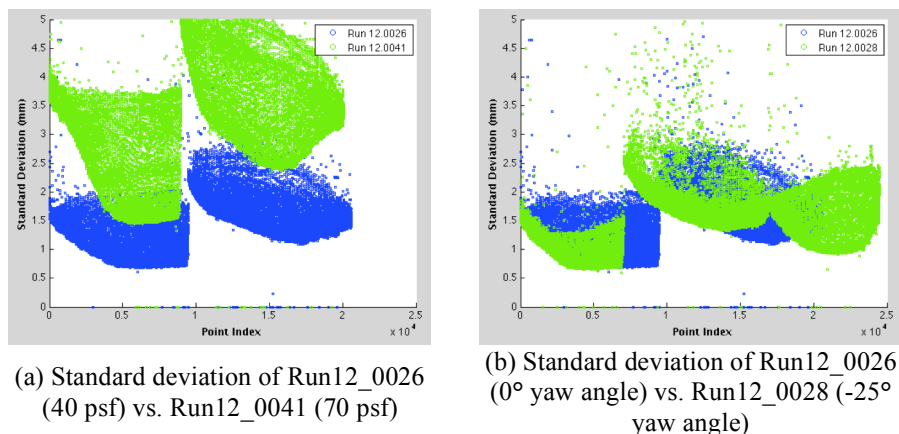 5
4.5
4
3.5
3
2.5
2
1.5
1
0.5
0
Standard Deviation (mm)
0 0.5 1 1.5 2 2.5
Point Index
x 10^4
Run 12.0026
Run 12.0041
(a) Standard deviation of Run12_0026
(40 psf) vs. Run12_0041 (70 psf)
5
4.5
4
3.5
3
2.5
2
1.5
1
0.5
0
Standard Deviation (mm)
0 0.5 1 1.5 2 2.5
Point Index
x 10^4
Run 12.0026
Run 12.0028
(b) Standard deviation of Run12_0026
(0° yaw angle) vs. Run12_0028 (-25°
yaw angle)